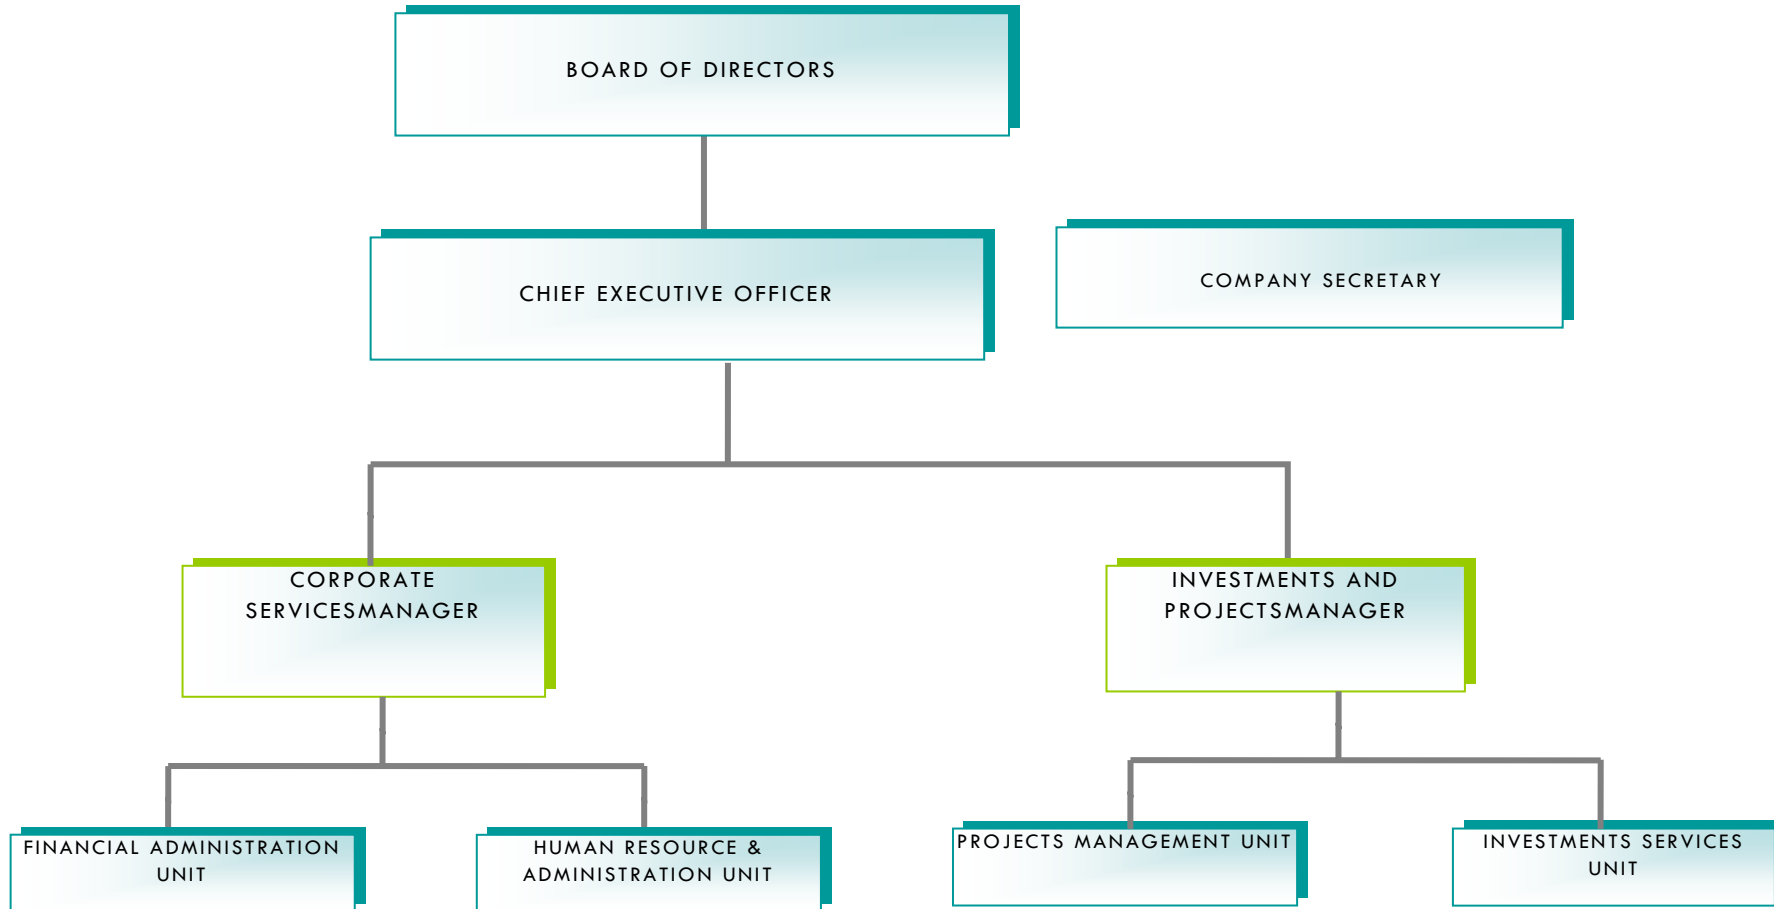 BOARD OF DIRECTORS
CHIEF EXECUTIVE OFFICER
COMPANY SECRETARY
CORPORATE
SERVICESMANAGER
INVESTMENTS AND
PROJECTSMANAGER
FINANCIAL ADMINISTRATION
UNIT
HUMAN RESOURCE &
ADMINISTRATION UNIT
PROJECTS MANAGEMENT UNIT
INVESTMENTS SERVICES
UNIT